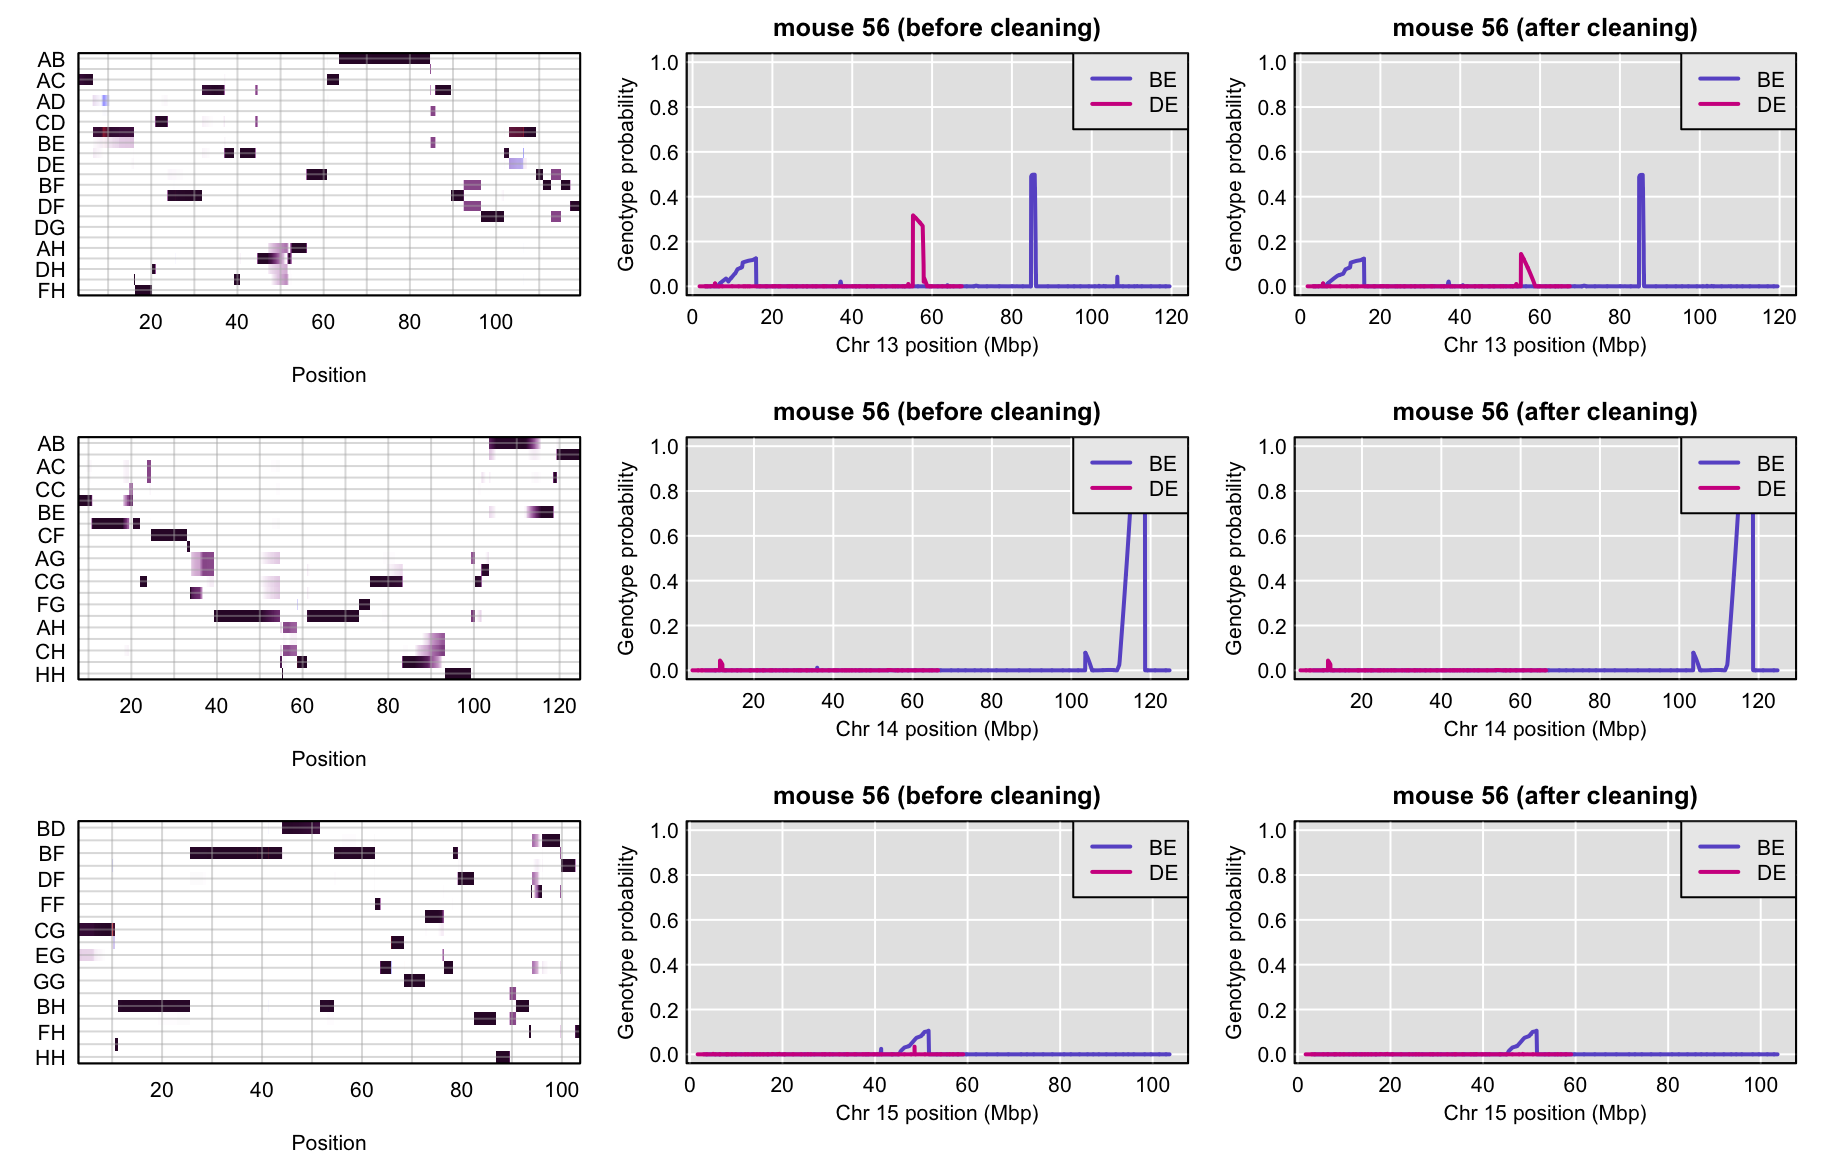 AB
AC
AD
CD
BE
DE
BF
DF
DG
AH
DH
FH
20 40 60 80 100
Position
mouse 56 (before cleaning)
Genotype probability
1.0
0.8
0.6
0.4
0.2
0.0
BE
DE
0 20 40 60 80 100 120
Chr 13 position (Mbp)
mouse 56 (after cleaning)
Genotype probability
1.0
0.8
0.6
0.4
0.2
0.0
BE
DE
0 20 40 60 80 100 120
Chr 13 position (Mbp)
AB
AC
CC
BE
CF
AG
CG
FG
AH
CH
HH
20 40 60 80 100 120
Position
mouse 56 (before cleaning)
Genotype probability
1.0
0.8
0.6
0.4
0.2
0.0
BE
DE
20 40 60 80 100 120
Chr 14 position (Mbp)
mouse 56 (after cleaning)
Genotype probability
1.0
0.8
0.6
0.4
0.2
0.0
BE
DE
20 40 60 80 100 120
Chr 14 position (Mbp)
BD
BF
DF
FF
CG
EG
GG
BH
FH
HH
20 40 60 80 100
Position
mouse 56 (before cleaning)
Genotype probability
1.0
0.8
0.6
0.4
0.2
0.0
BE
DE
0 20 40 60 80 100
Chr 15 position (Mbp)
mouse 56 (after cleaning)
Genotype probability
1.0
0.8
0.6
0.4
0.2
0.0
BE
DE
0 20 40 60 80 100
Chr 15 position (Mbp)